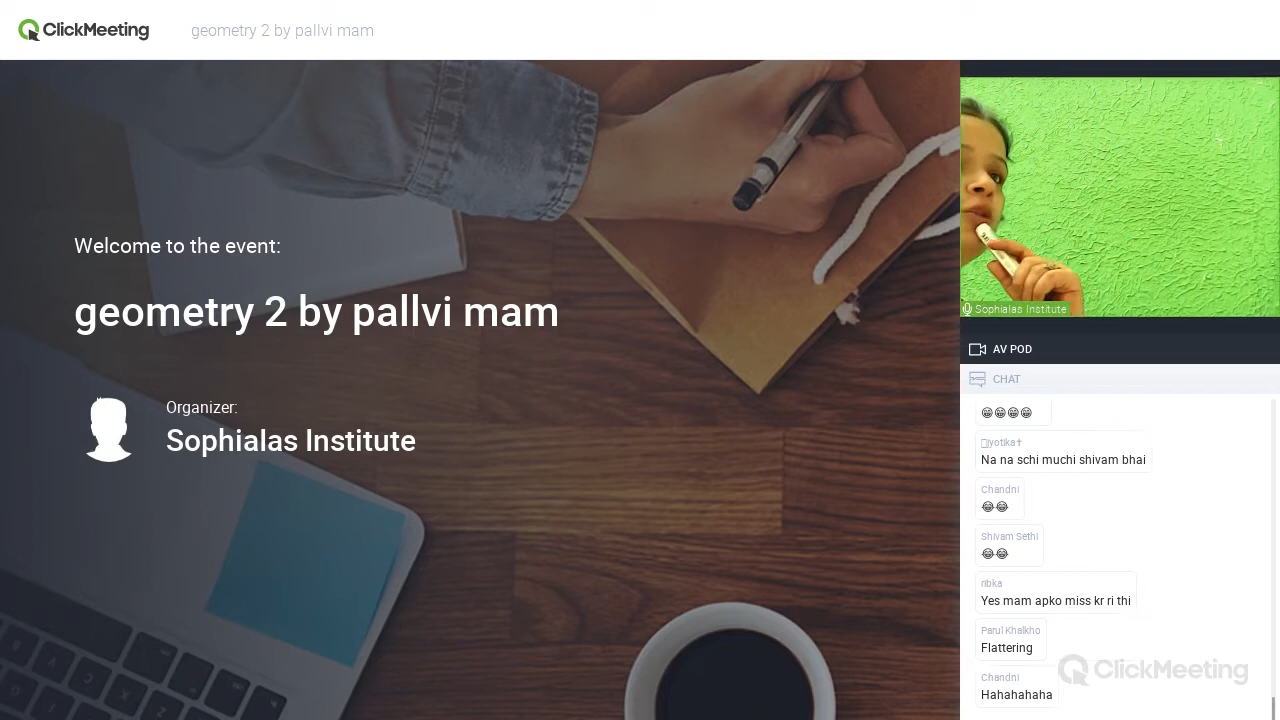 ClickMeeting
geometry 2 by pallvi mam
Welcome to the event:
geometry 2 by pallvi mam
Organizer:
Sophialas Institute
Sophialas Institute
AV POD
CHAT
😁😁😁😁
jyotika✝
Na na schi muchi shivam bhai
Chandni
😂😂
Shivam Sethi
😂😂
ribka
Yes mam apko miss kr ri thi
Parul Khalkho
Flattering
Chandni
Hahahahaha
ClickMeeting